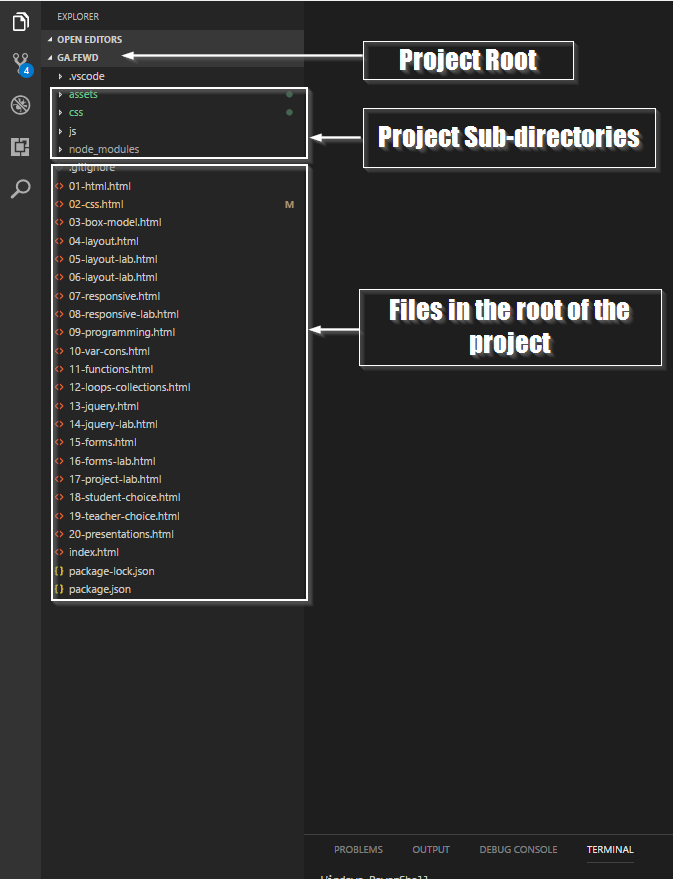 EXPLORER
OPEN EDITORS
GA.FEWD
Project Root
.vscode
assets
css
js
node_modules
Project Sub-directories
.gitignore
01-html.html
02-css.html M
03-box-model.html
04-layout.html
05-layout-lab.html
06-layout-lab.html
07-responsive.html
08-responsive-lab.html
09-programming.html
10-var-cons.html
11-functions.html
12-loops-collections.html
13-jquery.html
14-jquery-lab.html
15-forms.html
16-forms-lab.html
17-project-lab.html
18-student-choice.html
19-teacher-choice.html
20-presentations.html
index.html
{} package-lock.json
{} package.json
Files in the root of the
project
4
PROBLEMS OUTPUT DEBUG CONSOLE TERMINAL
Windows PowerShell